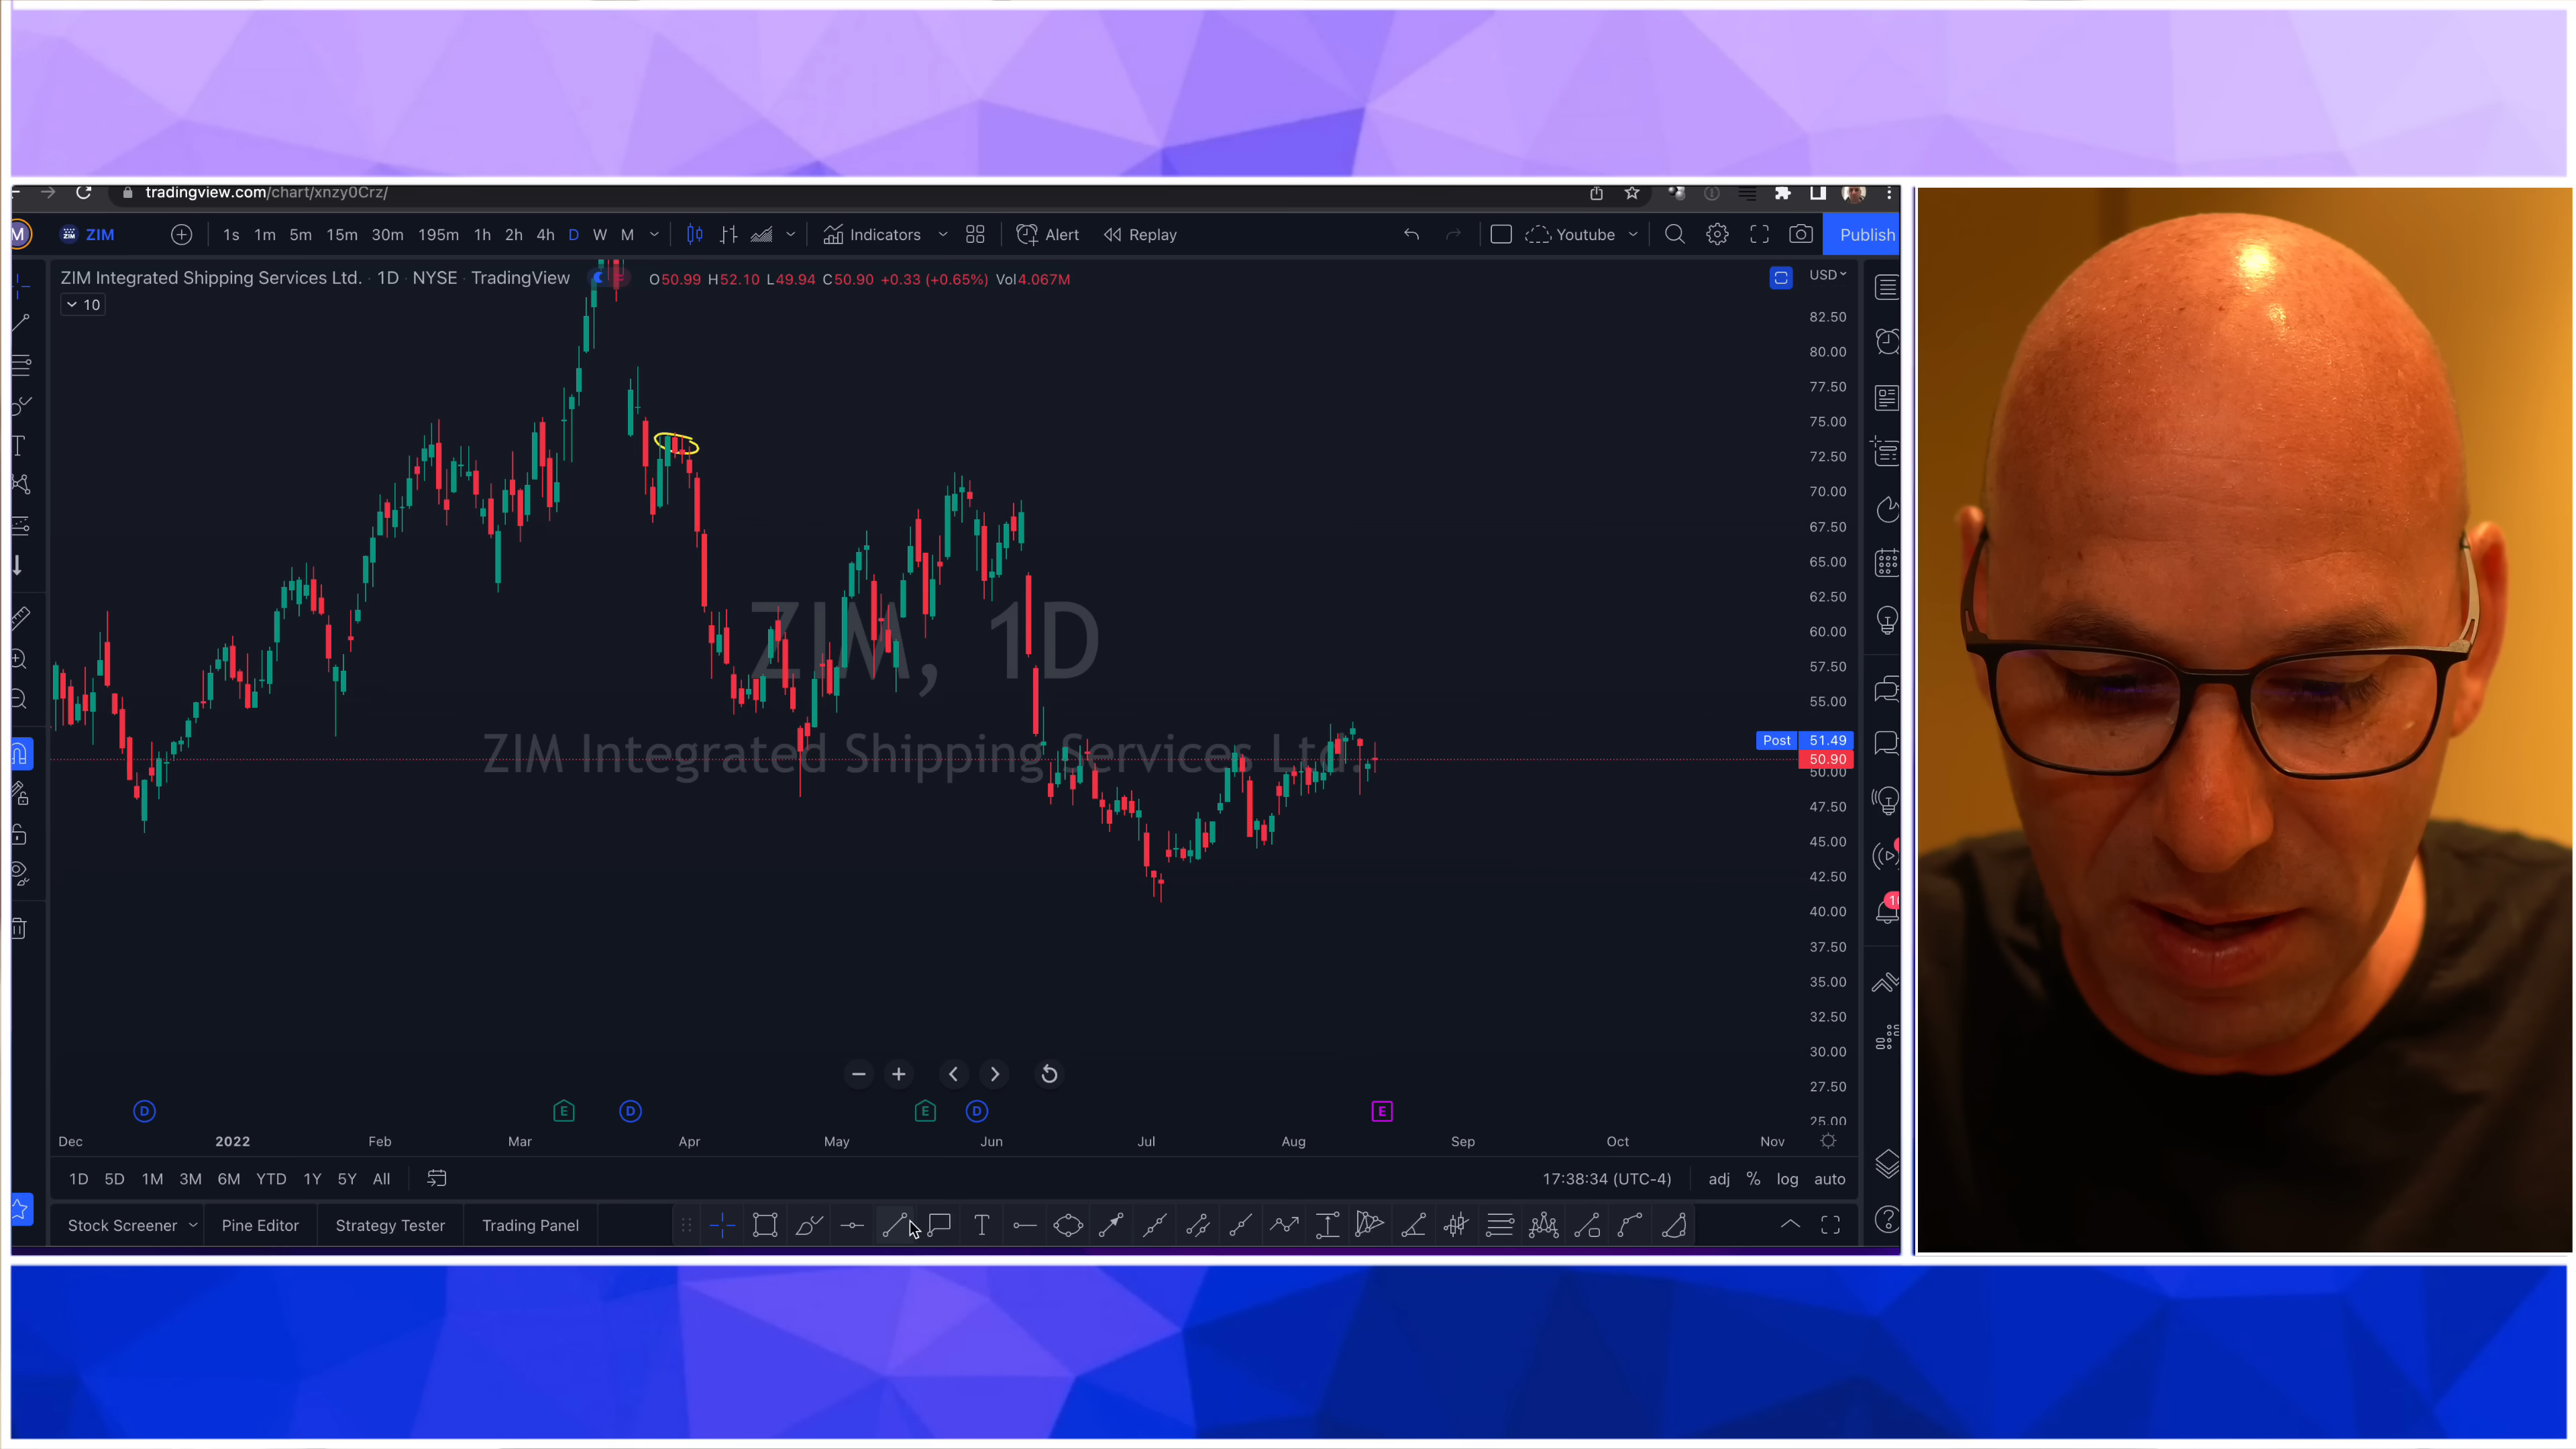 tradingview.com/chart/xnzy0Crz/
M ZIM 1s 1m 5m 15m 30m 195m 1h 2h 4h D W M Indicators Alert Replay Youtube Publish
ZIM Integrated Shipping Services Ltd. · 1D · NYSE · TradingView O50.99 H52.10 L49.94 C50.90 +0.33 (+0.65%) Vol4.067M USD
10
82.50
80.00
77.50
75.00
72.50
70.00
67.50
65.00
62.50
60.00
57.50
55.00
ZIM, 1D
ZIM Integrated Shipping Services Ltd.
Post 51.49
50.90
50.00
47.50
45.00
42.50
40.00
37.50
35.00
32.50
30.00
27.50
25.00
D E D E D E
Dec 2022 Feb Mar Apr May Jun Jul Aug Sep Oct Nov
1D 5D 1M 3M 6M YTD 1Y 5Y All 17:38:34 (UTC-4) adj % log auto
Stock Screener Pine Editor Strategy Tester Trading Panel T